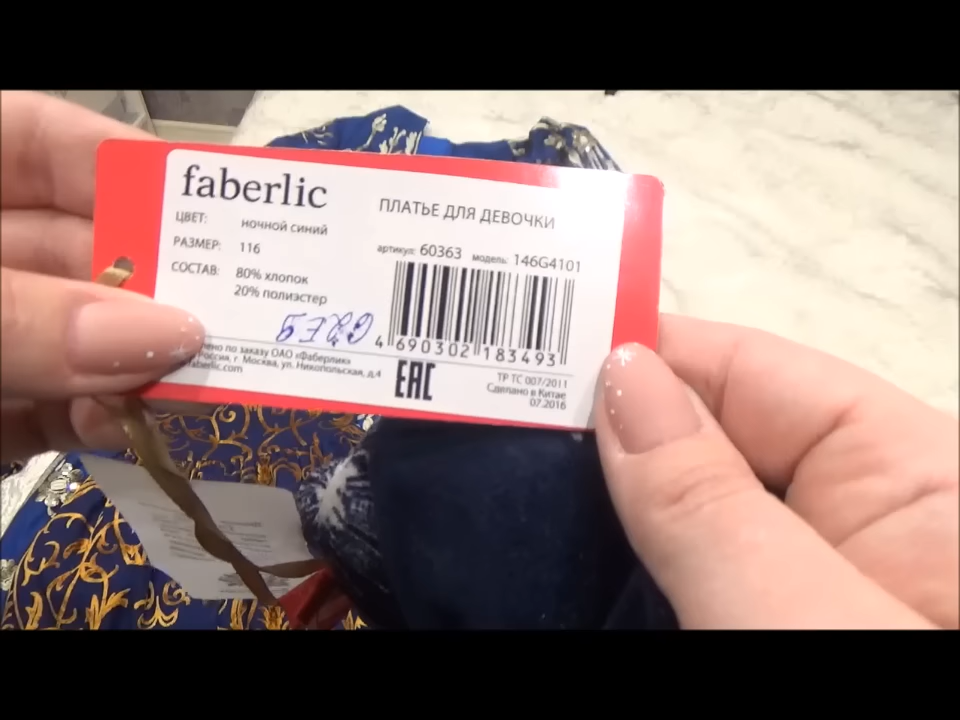 faberlic
ПЛАТЬЕ ДЛЯ ДЕВОЧКИ
ЦВЕТ: НОЧНОЙ СИНИЙ
РАЗМЕР: 116
СОСТАВ: 80% хлопок
20% полиэстер
артикул: 60363 модель: 146G4101
4 690302 183493
по заказу ОАО «Фаберлик»
Россия, г. Москва, ул. Никопольская, д.4
faberlic.com
EAC
ТР ТС 007/2011
Сделано в Китае
07.2016